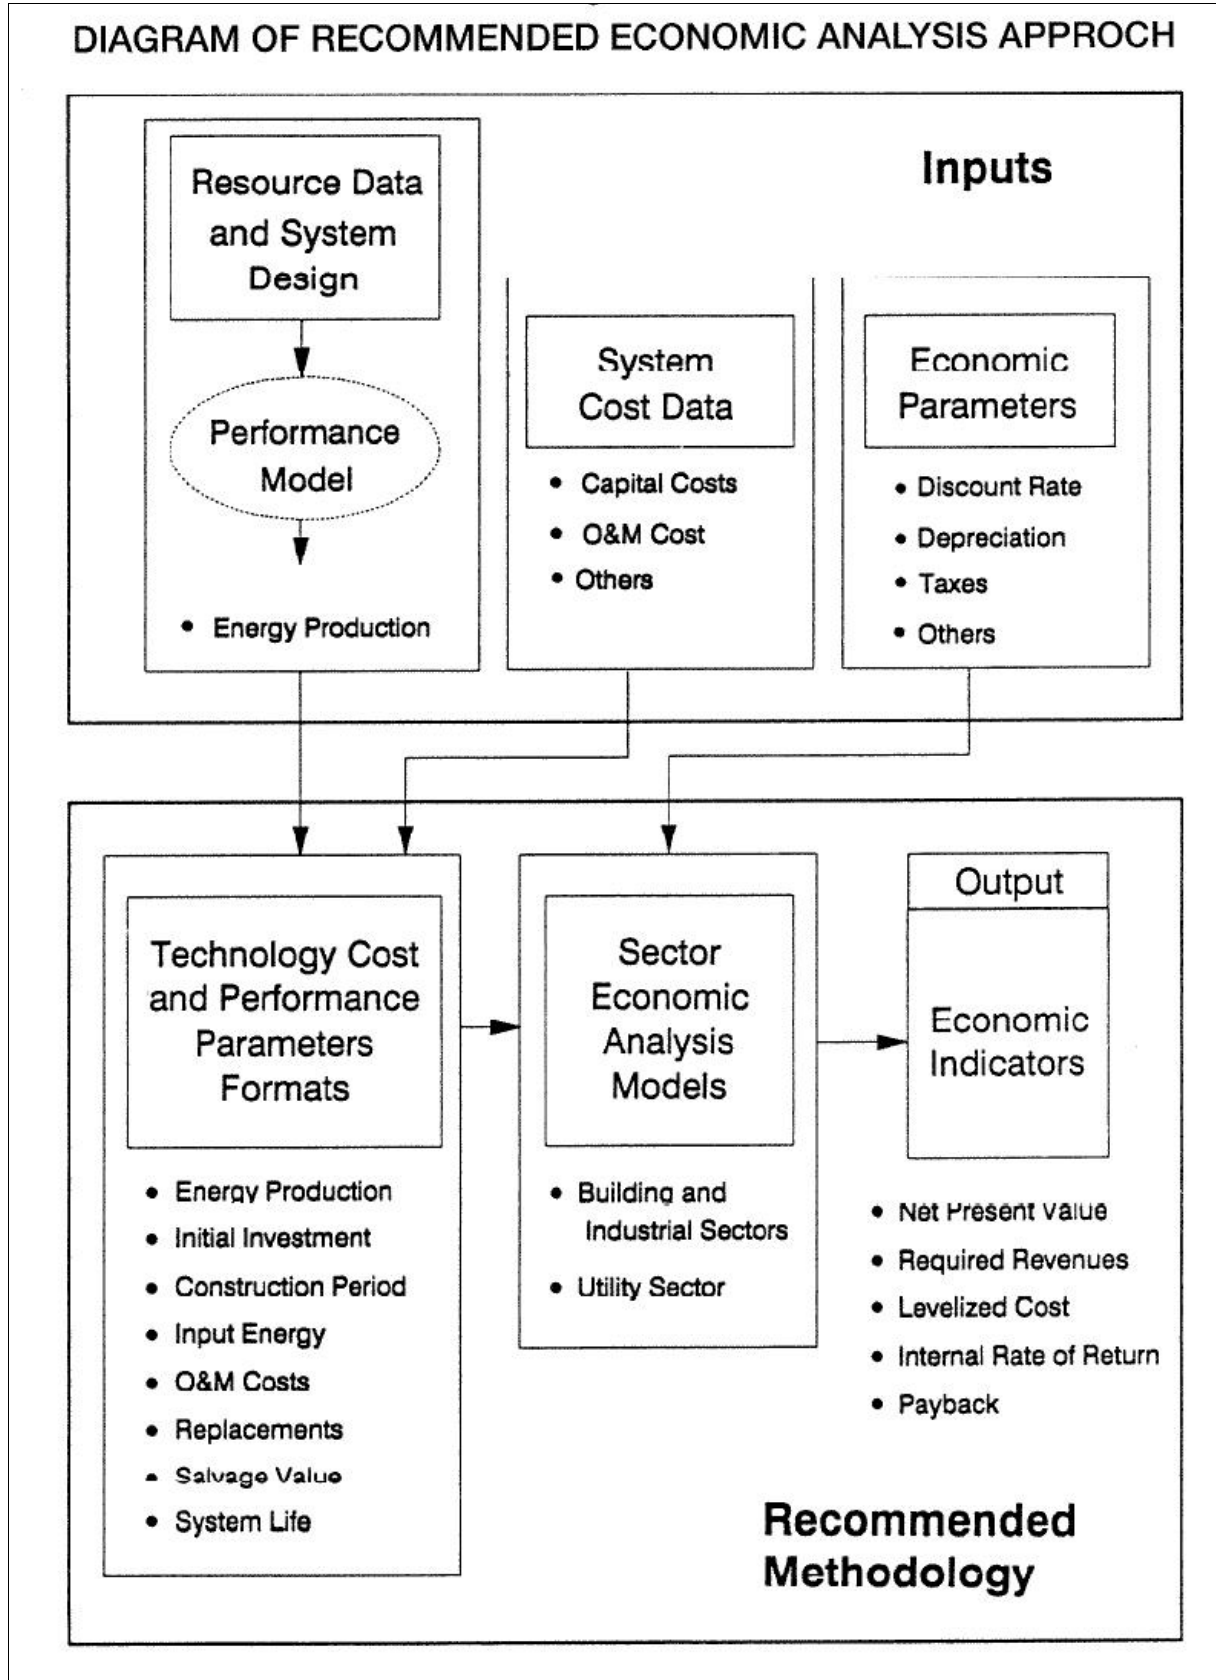 DIAGRAM OF RECOMMENDED ECONOMIC ANALYSIS APPROCH
Inputs
Resource Data
and System
Design
Performance
Model
• Energy Production
System
Cost Data
• Capital Costs
• O&M Cost
• Others
Economic
Parameters
• Discount Rate
• Depreciation
• Taxes
• Others
Technology Cost
and Performance
Parameters
Formats
• Energy Production
• Initial Investment
• Construction Period
• Input Energy
• O&M Costs
• Replacements
• Salvage Value
• System Life
Sector
Economic
Analysis
Models
• Building and
Industrial Sectors
• Utility Sector
Output
Economic
Indicators
• Net Present Value
• Required Revenues
• Levelized Cost
• Internal Rate of Return
• Payback
Recommended
Methodology